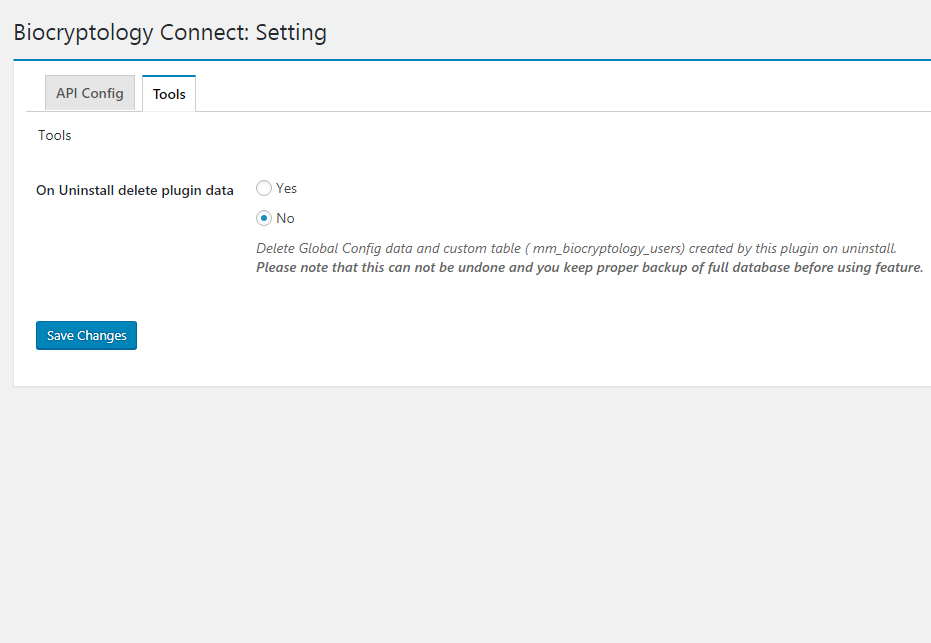 Biocryptology Connect: Setting
API Config
Tools
Tools
On Uninstall delete plugin data
Yes
No
Delete Global Config data and custom table ( mm_biocryptology_users) created by this plugin on uninstall.
Please note that this can not be undone and you keep proper backup of full database before using feature.
Save Changes